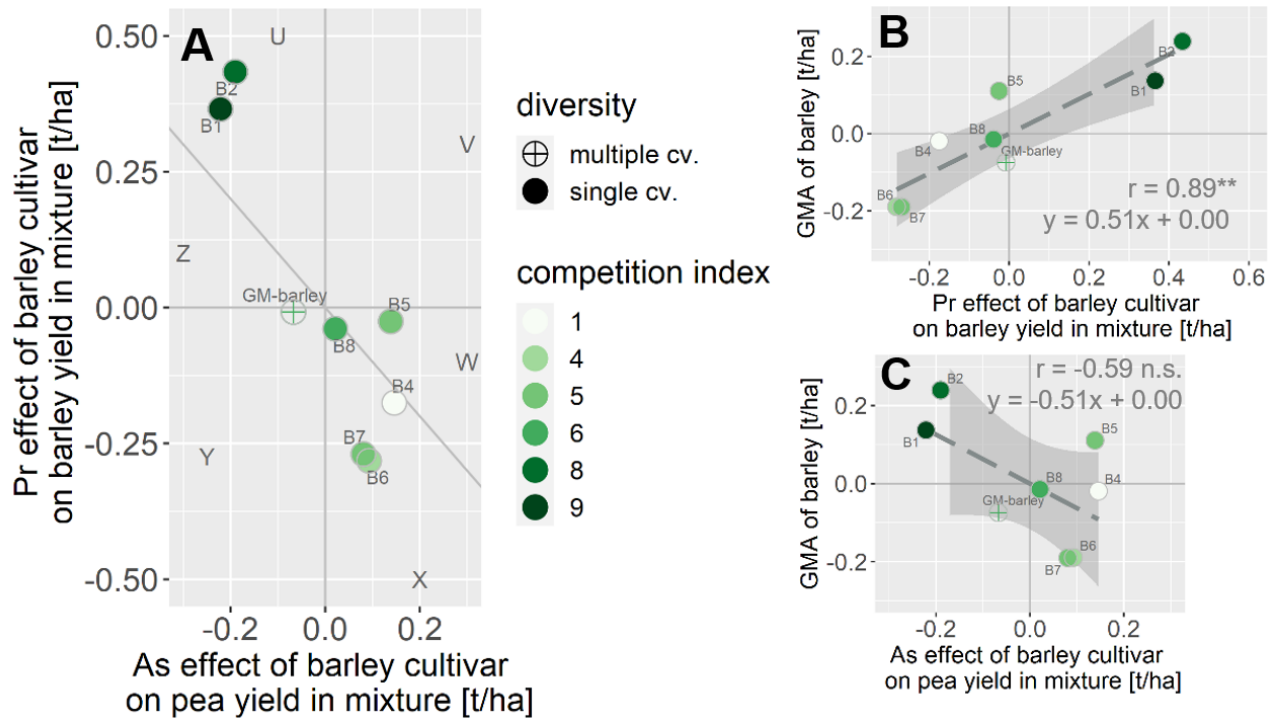 A
0.50
0.25
0.00
-0.25
-0.50
Pr effect of barley cultivar
on barley yield in mixture [t/ha]
U
V
Z
W
Y
X
B2
B1
GM-barley
B5
B8
B4
B7
B6
-0.2
0.0
0.2
As effect of barley cultivar
on pea yield in mixture [t/ha]
diversity
multiple cv.
single cv.
competition index
1
4
5
6
8
9
B
0.2
0.0
-0.2
GMA of barley [t/ha]
B2
B1
B5
B8
B4
GM-barley
B6
B7
r = 0.89**
y = 0.51x + 0.00
-0.2
0.0
0.2
0.4
0.6
Pr effect of barley cultivar
on barley yield in mixture [t/ha]
C
r = -0.59 n.s.
y = -0.51x + 0.00
0.2
0.0
-0.2
GMA of barley [t/ha]
B2
B1
B5
B8
B4
GM-barley
B6
B7
-0.2
0.0
0.2
As effect of barley cultivar
on pea yield in mixture [t/ha]